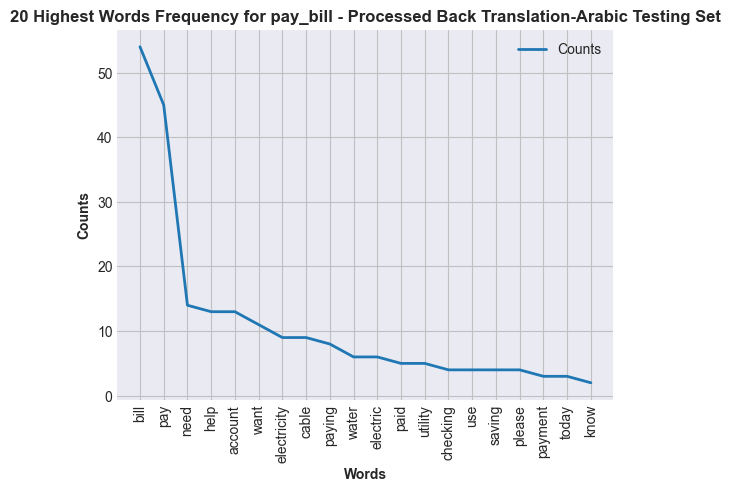 20 Highest Words Frequency for pay_bill - Processed Back Translation-Arabic Testing Set
Counts
50
40
30
20
10
0
Counts
bill
pay
need
help
account
want
electricity
cable
paying
water
electric
paid
utility
checking
use
saving
please
payment
today
know
Words